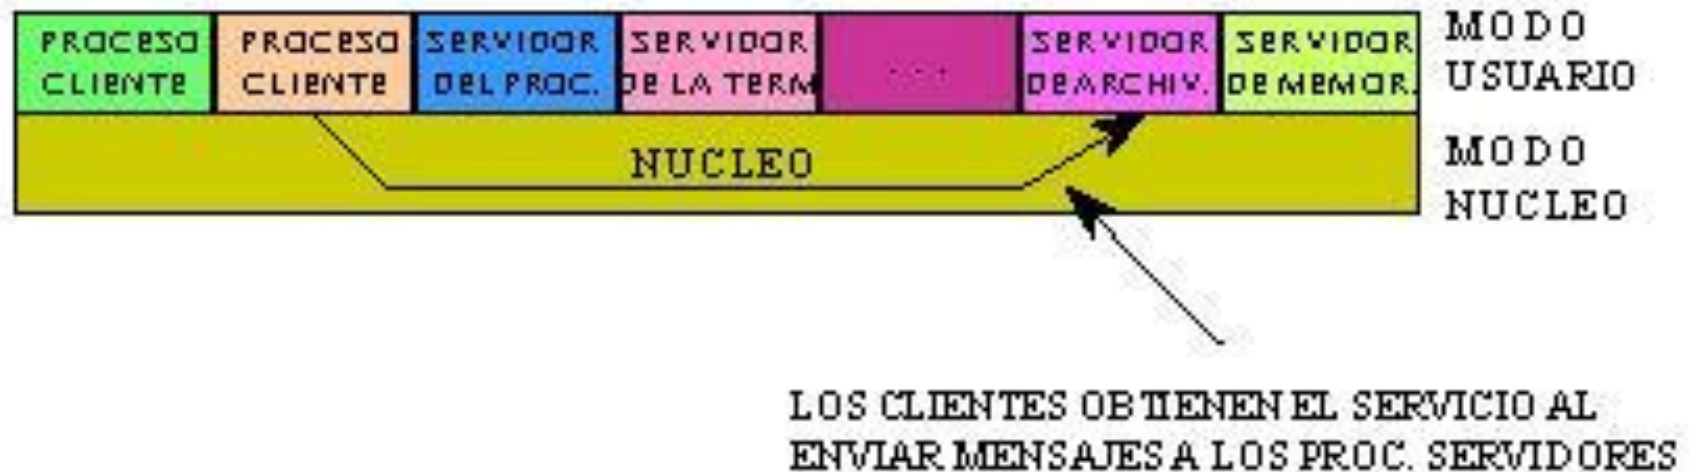 PROCESO
CLIENTE
PROCESO
CLIENTE
SERVIDOR
DEL PROC.
SERVIDOR
DE LA TERM
...
SERVIDOR
DE ARCHIV.
SERVIDOR
DE MEMOR.
MODO
USUARIO
NUCLEO
MODO
NUCLEO
LOS CLIENTES OBTIENEN EL SERVICIO AL
ENVIAR MENSAJES A LOS PROC. SERVIDORES